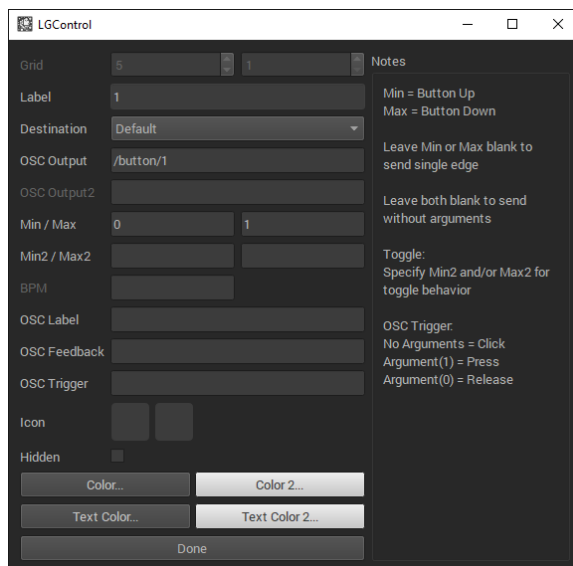 LGControl
Grid 5 1
Label 1
Destination Default
OSC Output /button/1
OSC Output2
Min / Max 0 1
Min2 / Max2
BPM
OSC Label
OSC Feedback
OSC Trigger
Icon
Hidden
Color... Color 2...
Text Color... Text Color 2...
Done
Notes
Min = Button Up
Max = Button Down
Leave Min or Max blank to
send single edge
Leave both blank to send
without arguments
Toggle:
Specify Min2 and/or Max2 for
toggle behavior
OSC Trigger:
No Arguments = Click
Argument(1) = Press
Argument(0) = Release